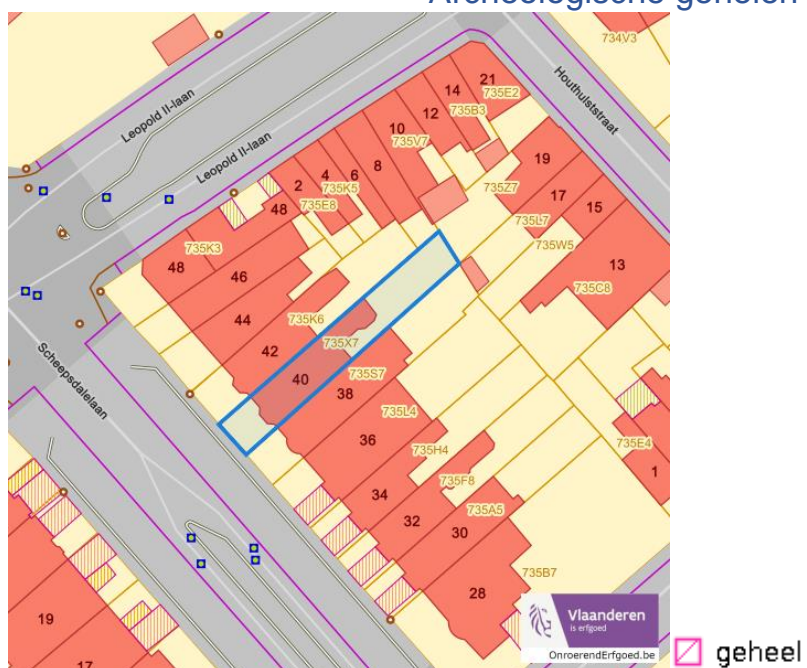 Archeologische gehelen
734V3
Leopold II-laan
Houthulststraat
14
21
735E2
12
735B3
10
735V7
Leopold II-laan
8
6
4
735K5
2
735E8
48
19
735Z7
17
735L7
15
735W5
735K3
48
46
13
735C8
44
735K6
42
735X7
Scheepsdalelaan
40
735S7
38
735L4
36
735H4
735E4
34
735F8
1
32
735A5
30
735B7
28
19
17
Vlaanderen
is erfgoed
OnroerendErfgoed.be
geheel